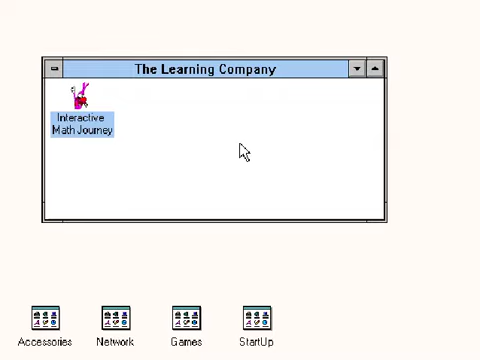 The Learning Company
Interactive
Math Journey
Accessories
Network
Games
StartUp